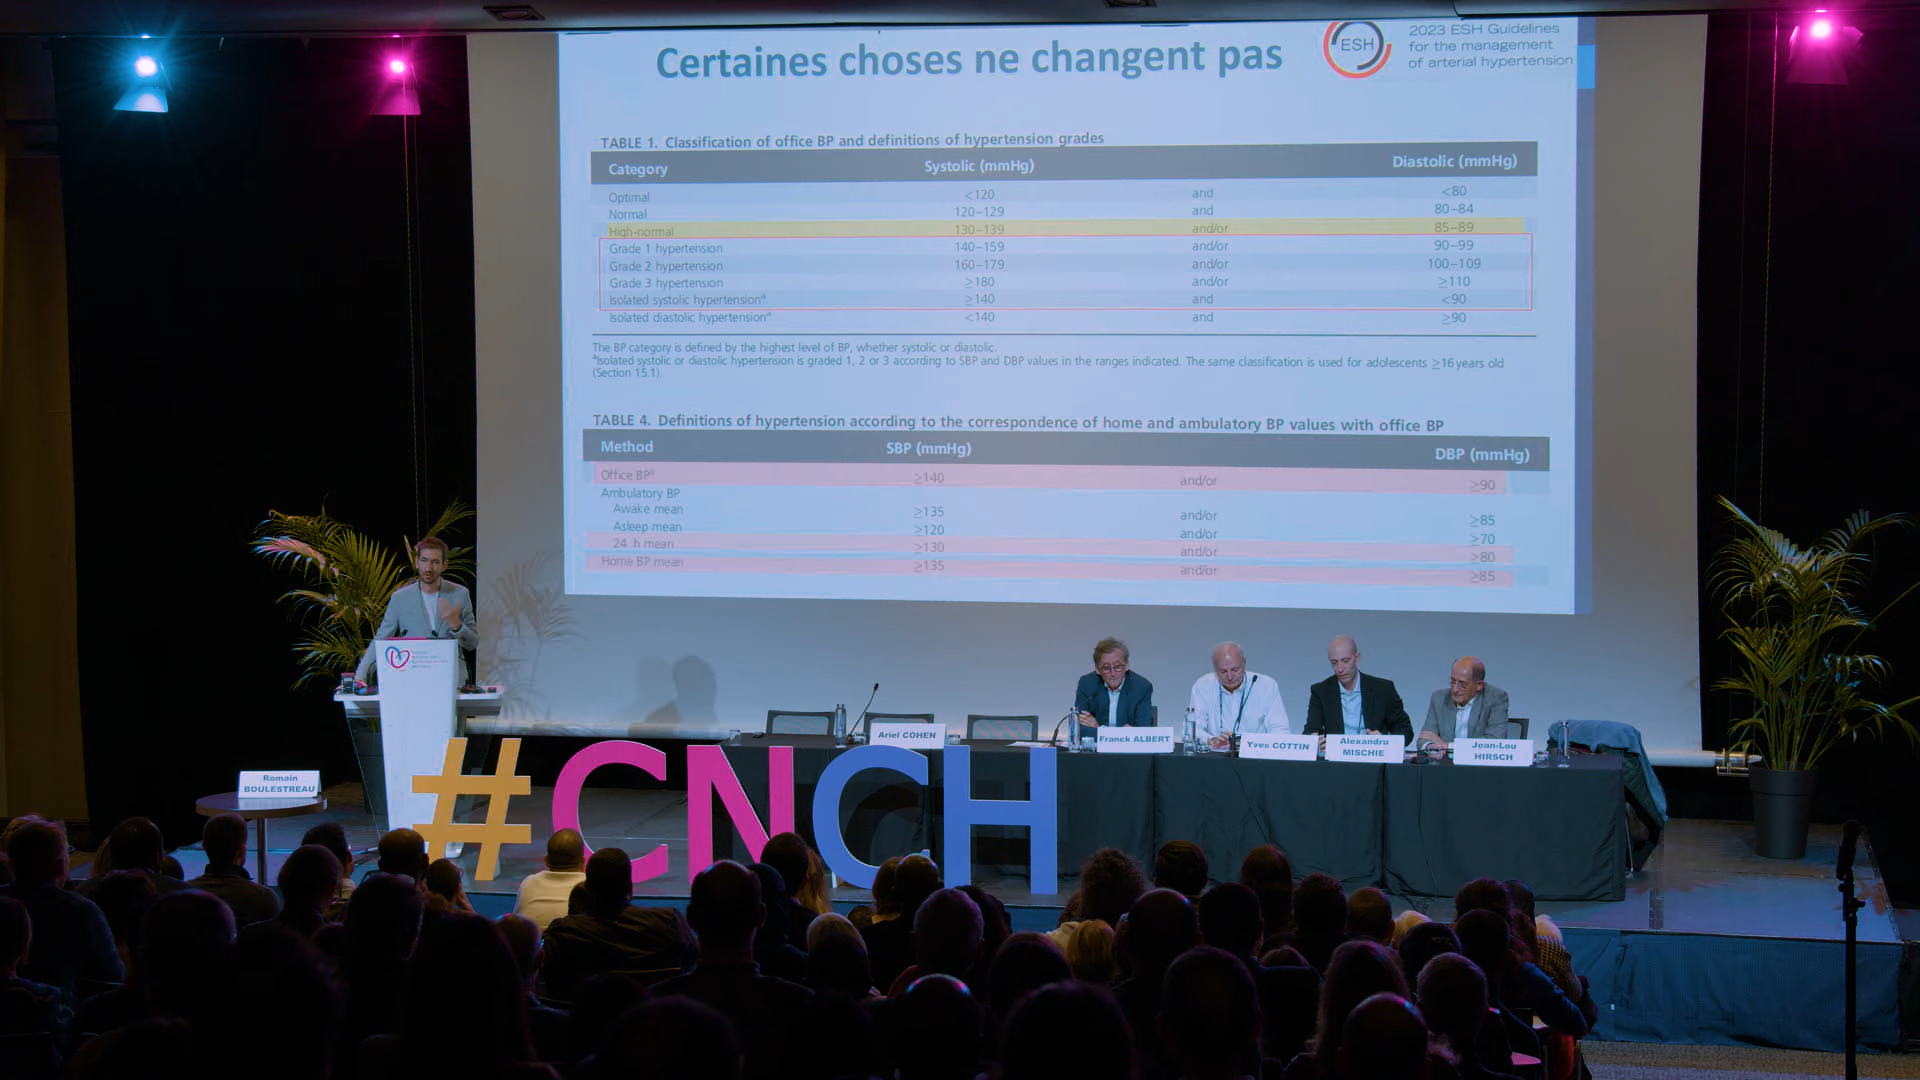 Certaines choses ne changent pas
ESH
2023 ESH Guidelines
for the management
of arterial hypertension
TABLE 1. Classification of office BP and definitions of hypertension grades
Category Systolic (mmHg) Diastolic (mmHg)
Optimal <120 and <80
Normal 120–129 and 80–84
High-normal 130–139 and/or 85–89
Grade 1 hypertension 140–159 and/or 90–99
Grade 2 hypertension 160–179 and/or 100–109
Grade 3 hypertension ≥180 and/or ≥110
Isolated systolic hypertensionᵃ ≥140 and <90
Isolated diastolic hypertensionᵃ <140 and ≥90
The BP category is defined by the highest level of BP, whether systolic or diastolic.
ᵃIsolated systolic or diastolic hypertension is graded 1, 2 or 3 according to SBP and DBP values in the ranges indicated. The same classification is used for adolescents ≥16 years old
(Section 15.1).
TABLE 4. Definitions of hypertension according to the correspondence of home and ambulatory BP values with office BP
Method SBP (mmHg) DBP (mmHg)
Office BPᵃ ≥140 and/or ≥90
Ambulatory BP
Awake mean ≥135 and/or ≥85
Asleep mean ≥120 and/or ≥70
24 h mean ≥130 and/or ≥80
Home BP mean ≥135 and/or ≥85
Ariel COHEN
Franck ALBERT
Yves COTTIN
Alexandru
MISCHIE
Jean-Lou
HIRSCH
Romain
BOULESTREAU
#CNCH